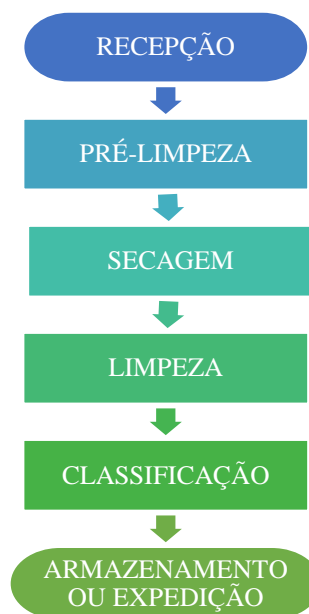 RECEPÇÃO
PRÉ-LIMPEZA
SECAGEM
LIMPEZA
CLASSIFICAÇÃO
ARMAZENAMENTO
OU EXPEDIÇÃO